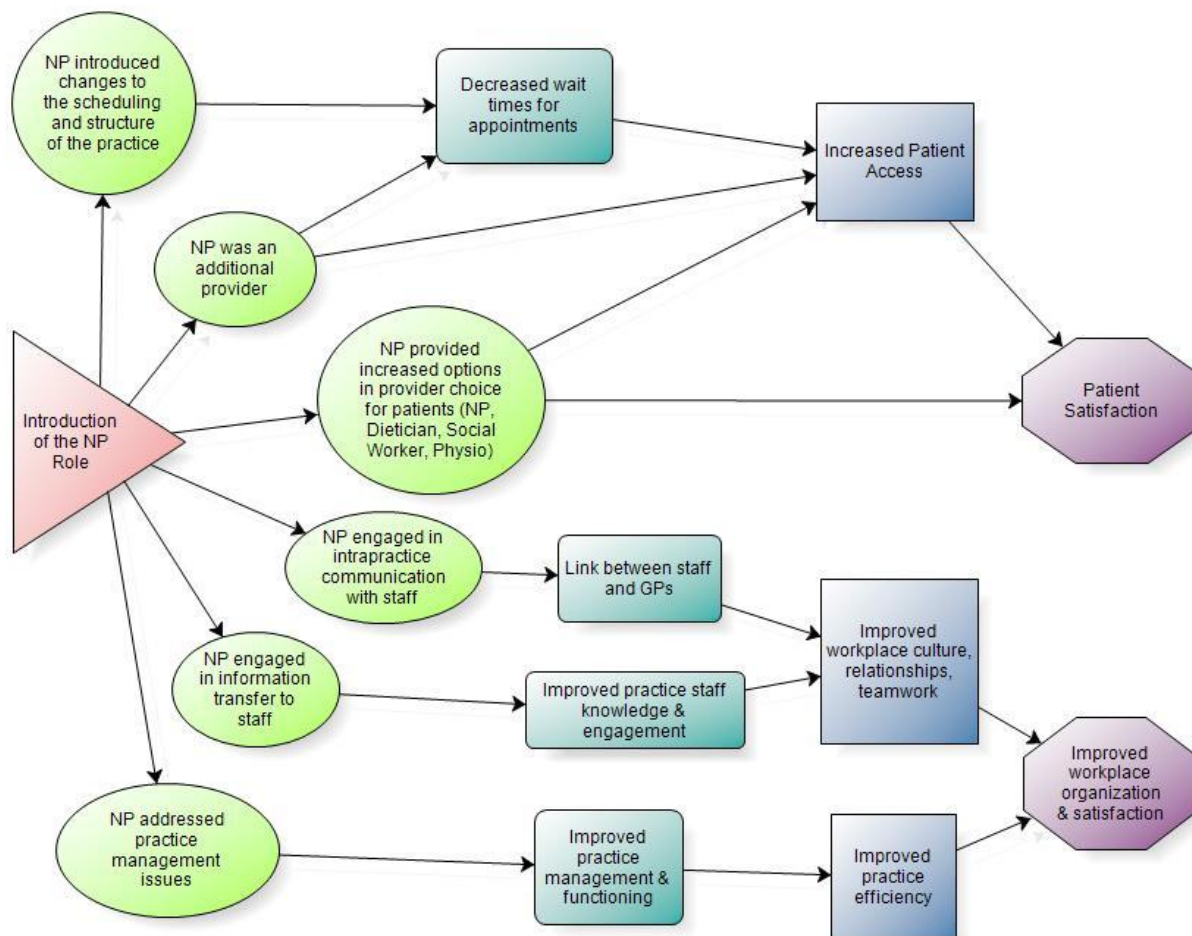 NP introduced
changes to
the scheduling
and structure
of the practice
Decreased wait
times for
appointments
Increased Patient
Access
NP was an
additional
provider
NP provided
increased options
in provider choice
for patients (NP,
Dietician, Social
Worker, Physio)
Patient
Satisfaction
Introduction
of the NP
Role
NP engaged in
intrapractice
communication
with staff
Link between staff
and GPs
Improved
workplace culture,
relationships,
teamwork
NP engaged
in information
transfer to
staff
Improved practice staff
knowledge &
engagement
Improved
workplace
organization
& satisfaction
NP addressed
practice
management
issues
Improved
practice
management &
functioning
Improved
practice
efficiency